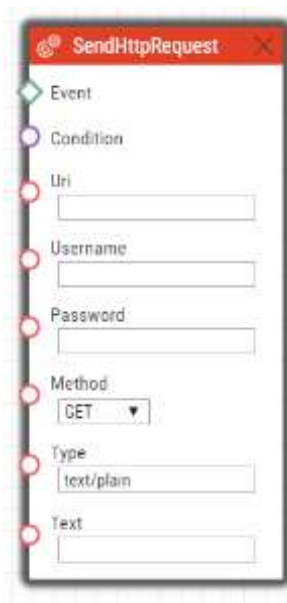 SendHttpRequest
Event
Condition
Uri
Username
Password
Method
GET
Type
text/plain
Text